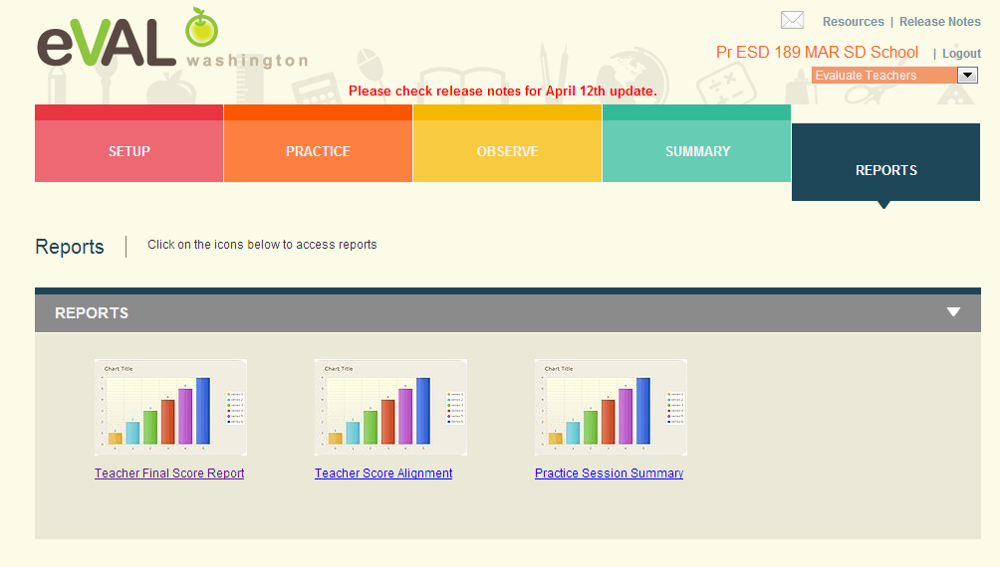 eVAL
washington
Resources | Release Notes
Pr ESD 189 MAR SD School | Logout
Evaluate Teachers
Please check release notes for April 12th update.
SETUP
PRACTICE
OBSERVE
SUMMARY
REPORTS
Reports
Click on the icons below to access reports
REPORTS
Chart Title
Chart Title
Chart Title
Teacher Final Score Report
Teacher Score Alignment
Practice Session Summary